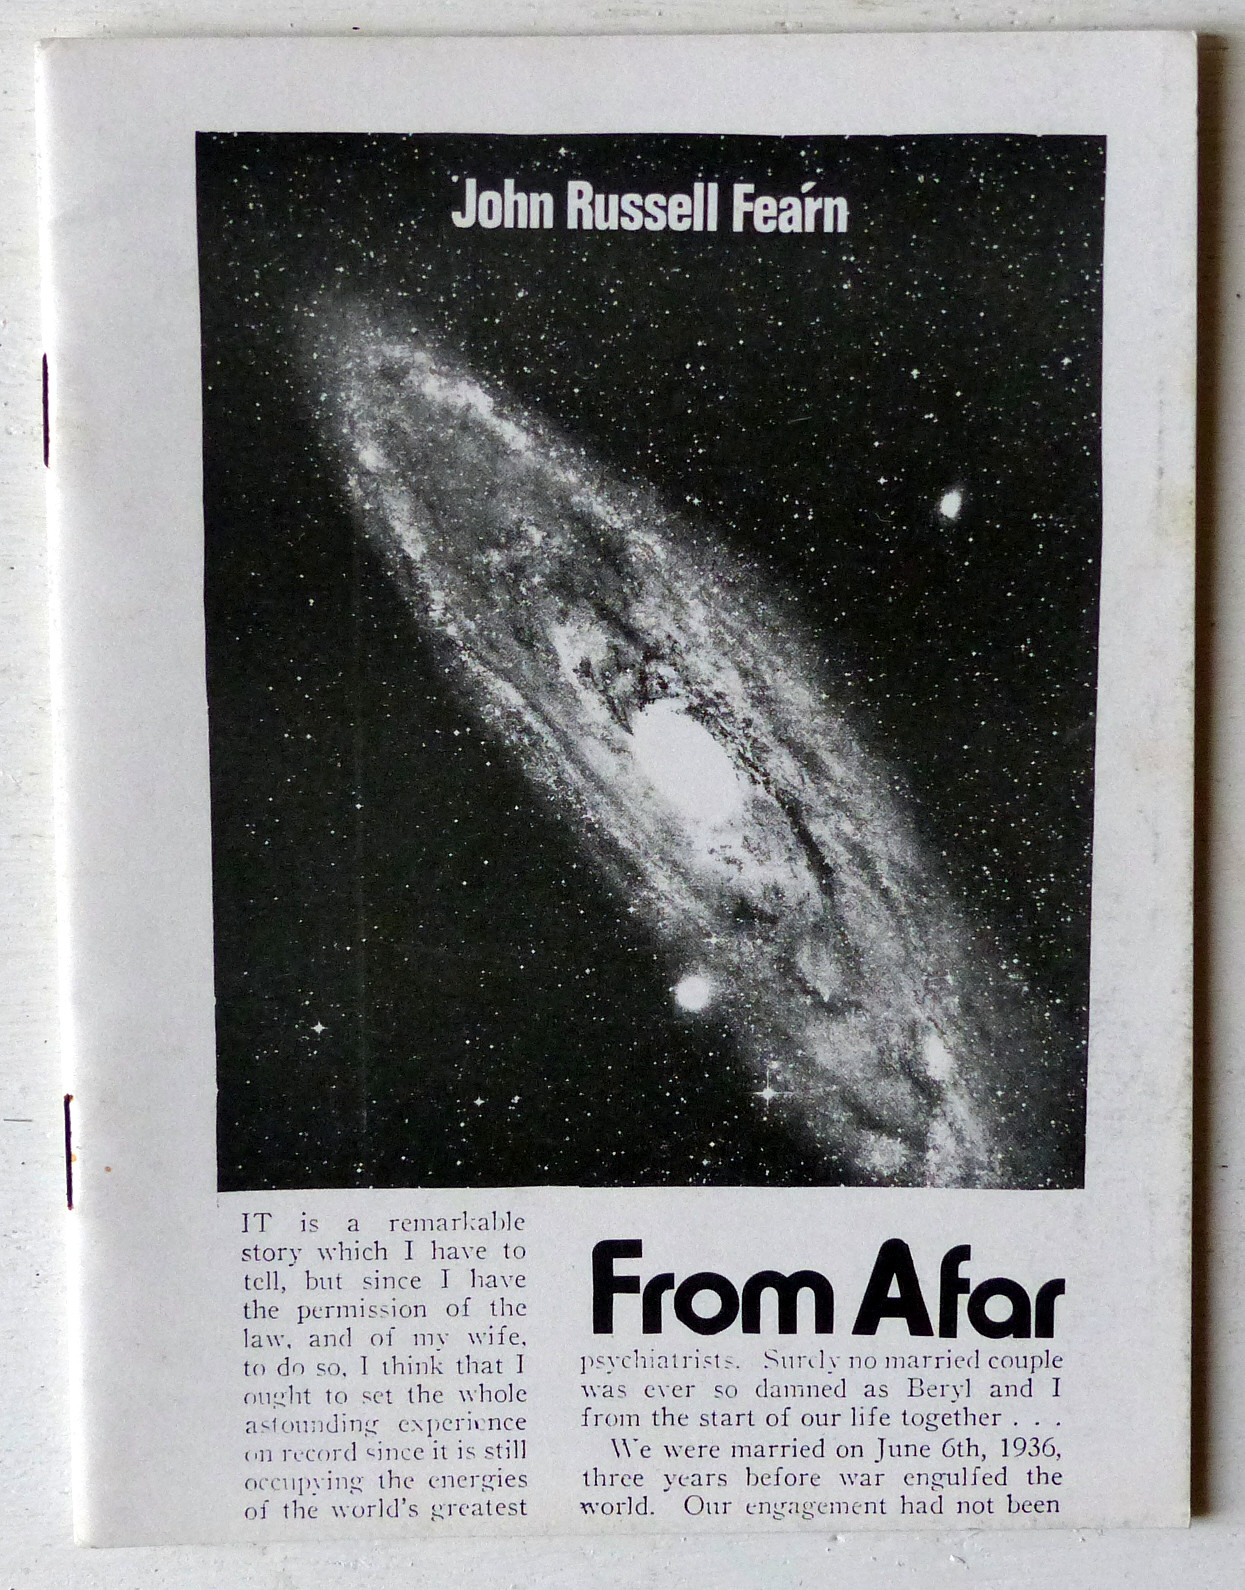 John Russell Fearn
From Afar
IT is a remarkable
story which I have to
tell, but since I have
the permission of the
law, and of my wife,
to do so, I think that I
ought to set the whole
astounding experience
on record since it is still
occupying the energies
of the world's greatest
psychiatrists. Surely no married couple
was ever so damned as Beryl and I
from the start of our life together . . .
We were married on June 6th, 1936,
three years before war engulfed the
world. Our engagement had not been